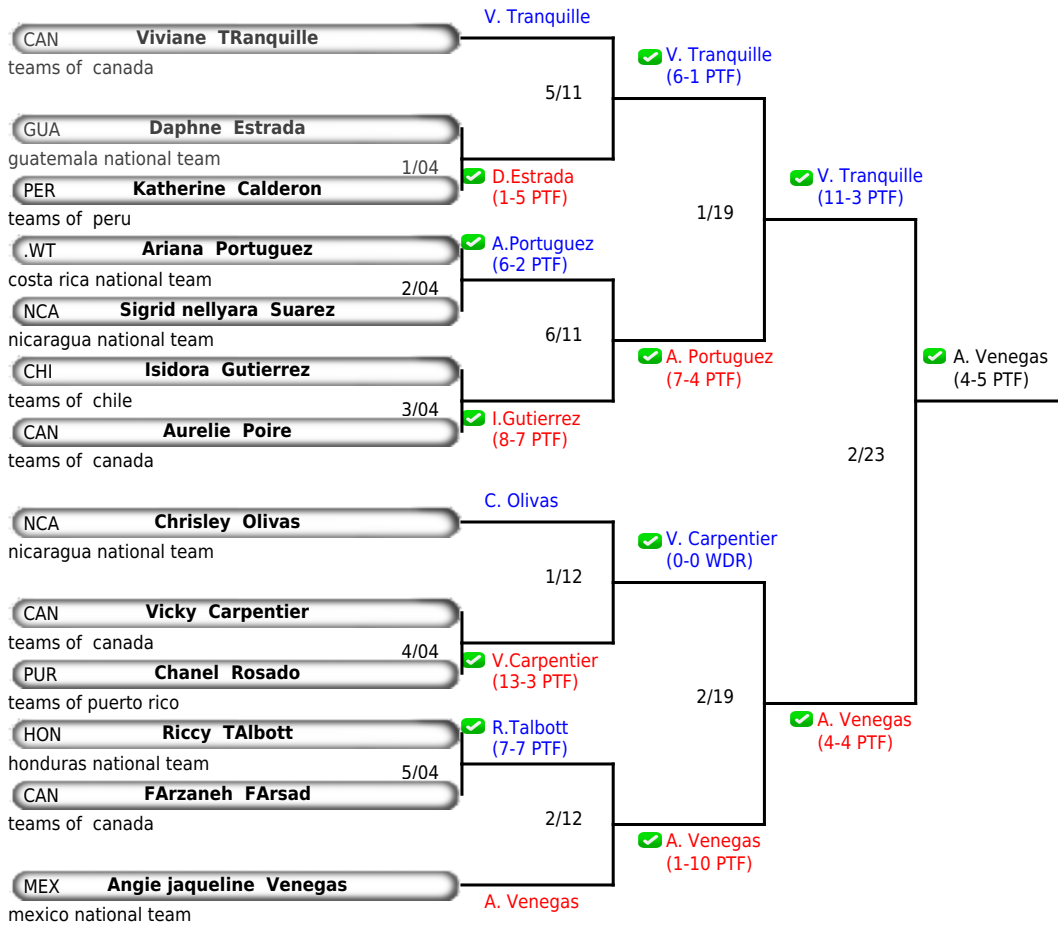 V. Tranquille
CAN Viviane TRanquille
teams of canada
5/11
V. Tranquille
(6-1 PTF)
GUA Daphne Estrada
guatemala national team
1/04
D.Estrada
(1-5 PTF)
PER Katherine Calderon
teams of peru
V. Tranquille
(11-3 PTF)
1/19
.WT Ariana Portuguez
costa rica national team
A.Portuguez
(6-2 PTF)
2/04
NCA Sigrid nellyara Suarez
nicaragua national team
6/11
A. Portuguez
(7-4 PTF)
CHI Isidora Gutierrez
teams of chile
3/04
I.Gutierrez
(8-7 PTF)
CAN Aurelie Poire
teams of canada
A. Venegas
(4-5 PTF)
2/23
C. Olivas
NCA Chrisley Olivas
nicaragua national team
V. Carpentier
(0-0 WDR)
1/12
CAN Vicky Carpentier
teams of canada
4/04
V.Carpentier
(13-3 PTF)
PUR Chanel Rosado
teams of puerto rico
2/19
A. Venegas
(4-4 PTF)
HON Riccy TAlbott
honduras national team
R.Talbott
(7-7 PTF)
5/04
CAN FArzaneh FArsad
teams of canada
2/12
A. Venegas
(1-10 PTF)
MEX Angie jaqueline Venegas
mexico national team
A. Venegas